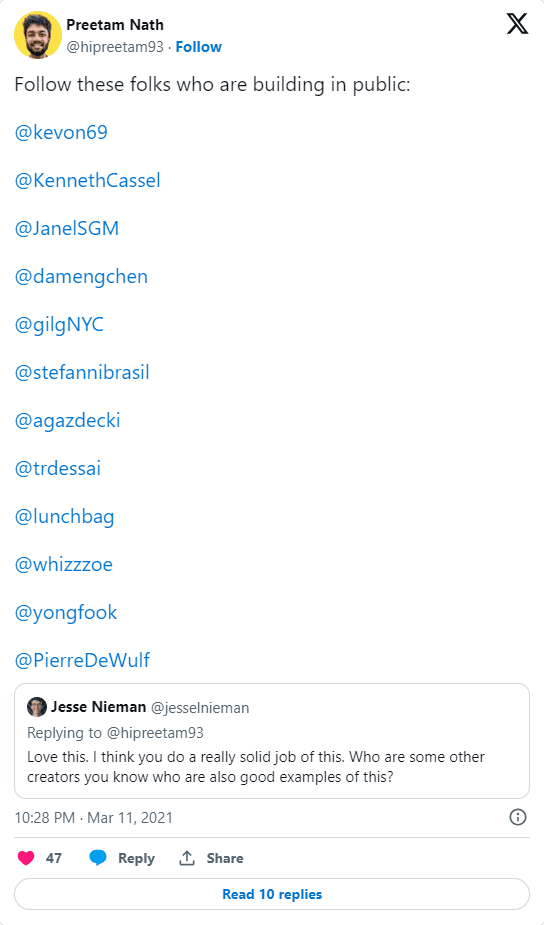 Preetam Nath
@hipreetam93 · Follow
Follow these folks who are building in public:
@kevon69
@KennethCassel
@JanelSGM
@damengchen
@gilgNYC
@stefannibrasil
@agazdecki
@trdessai
@lunchbag
@whizzzoe
@yongfook
@PierreDeWulf
Jesse Nieman @jesselnieman
Replying to @hipreetam93
Love this. I think you do a really solid job of this. Who are some other
creators you know who are also good examples of this?
10:28 PM · Mar 11, 2021
47 Reply Share
Read 10 replies